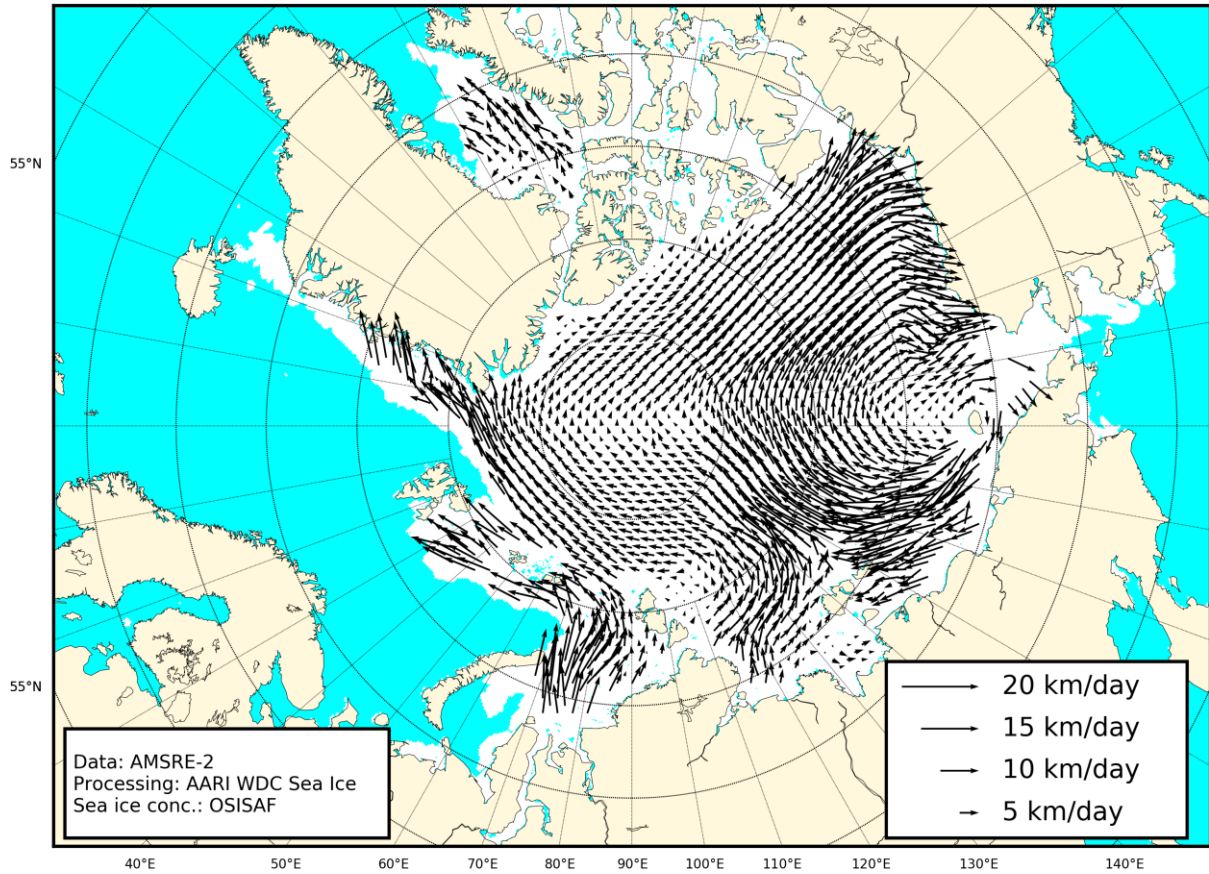 55°N
55°N
Data: AMSRE-2
Processing: AARI WDC Sea Ice
Sea ice conc.: OSISAF
20 km/day
15 km/day
10 km/day
5 km/day
40°E 50°E 60°E 70°E 80°E 90°E 100°E 110°E 120°E 130°E 140°E